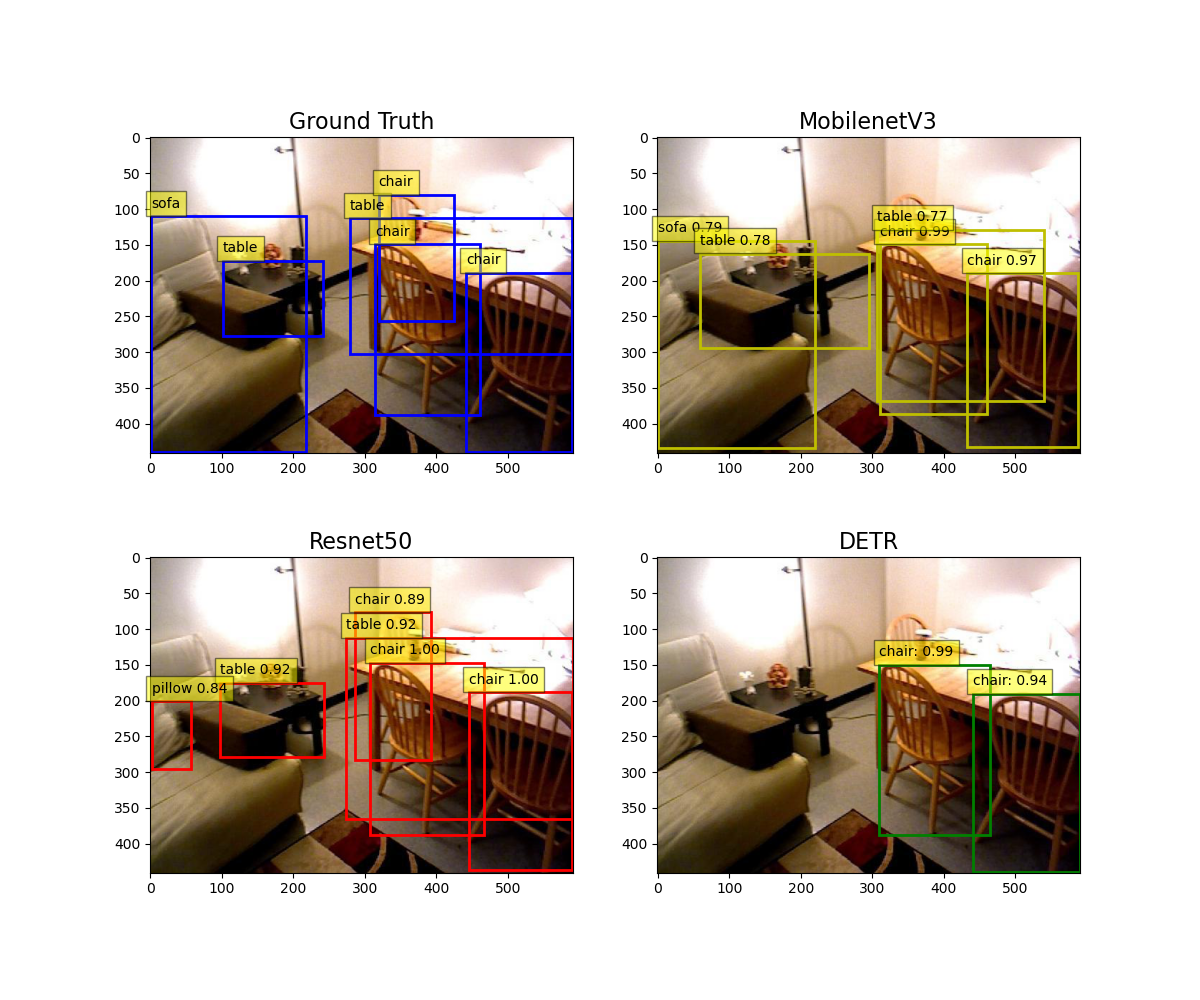 Ground Truth
MobilenetV3
0
50
100
150
200
250
300
350
400
0 100 200 300 400 500
sofa
table
chair
table
chair
chair
0
50
100
150
200
250
300
350
400
0 100 200 300 400 500
sofa 0.79
table 0.78
table 0.77
chair 0.99
chair 0.97
Resnet50
DETR
0
50
100
150
200
250
300
350
400
0 100 200 300 400 500
chair 0.89
table 0.92
chair 1.00
table 0.92
pillow 0.84
chair 1.00
0
50
100
150
200
250
300
350
400
0 100 200 300 400 500
chair: 0.99
chair: 0.94